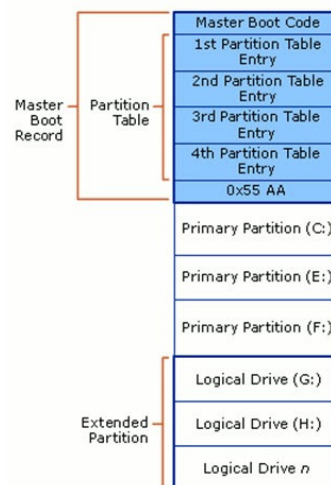 Master Boot Code
1st Partition Table
Entry
2nd Partition Table
Entry
3rd Partition Table
Entry
4th Partition Table
Entry
0x55 AA
Master
Boot
Record
Partition
Table
Primary Partition (C:)
Primary Partition (E:)
Primary Partition (F:)
Logical Drive (G:)
Logical Drive (H:)
Logical Drive n
Extended
Partition